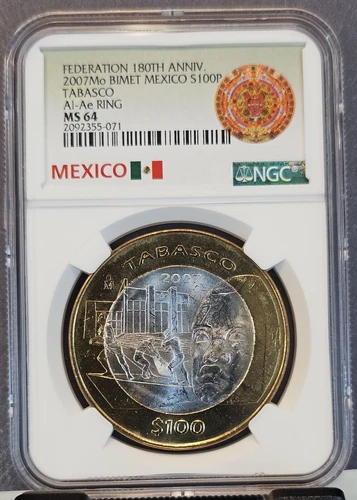 FEDERATION 180TH ANNIV.
2007Mo BIMET MEXICO S100P
TABASCO
Al-Ae RING
MS 64
2092355-071
MEXICO
NGC
TABASCO
2007
$100